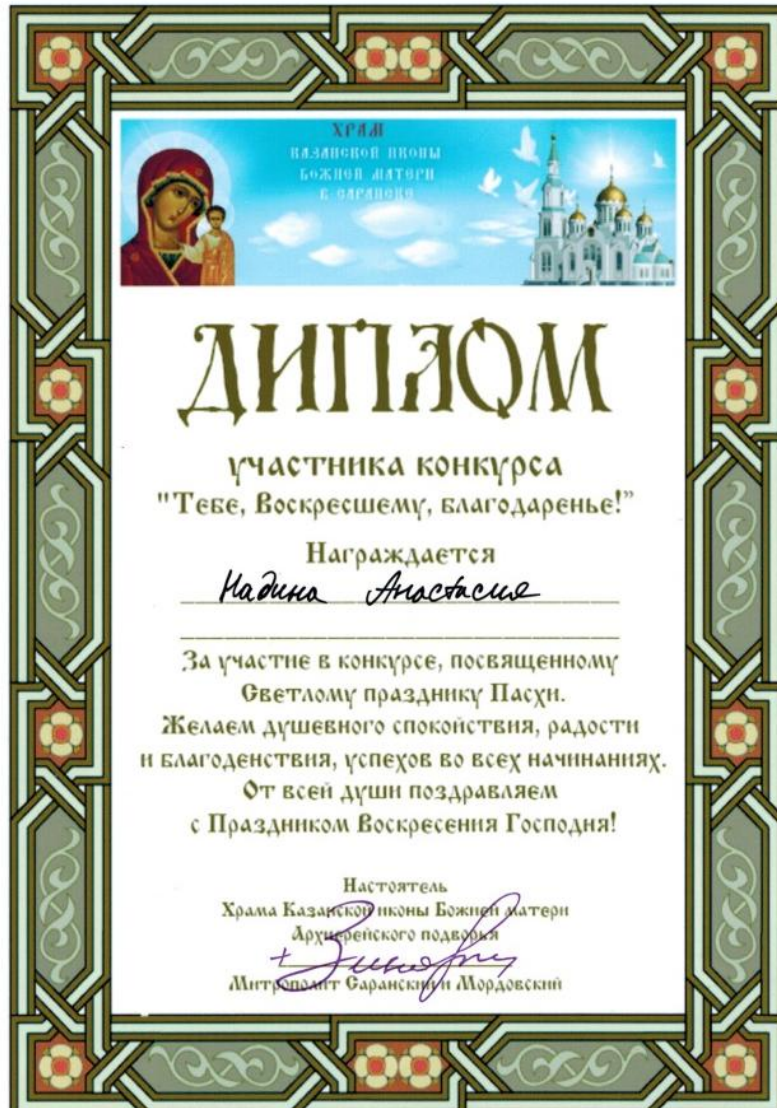 ХРАМ
КАЗАНСКОЙ ИКОНЫ
БОЖИЕЙ МАТЕРИ
В САРАНСКЕ
ДИПЛОМ
УЧАСТНИКА КОНКУРСА
"Тебе, Воскресшему, благодаренье!”
Награждается
Надина Анастасия
За участие в конкурсе, посвященному
Светлому празднику Пасхи.
Желаем душевного спокойствия, радости
и благоденствия, успехов во всех начинаниях.
От всей души поздравляем
с Праздником Воскресения Господня!
Настоятель
Храма Казанской иконы Божией матери
Архиерейского подворья
Митрополит Саранский и Мордовский